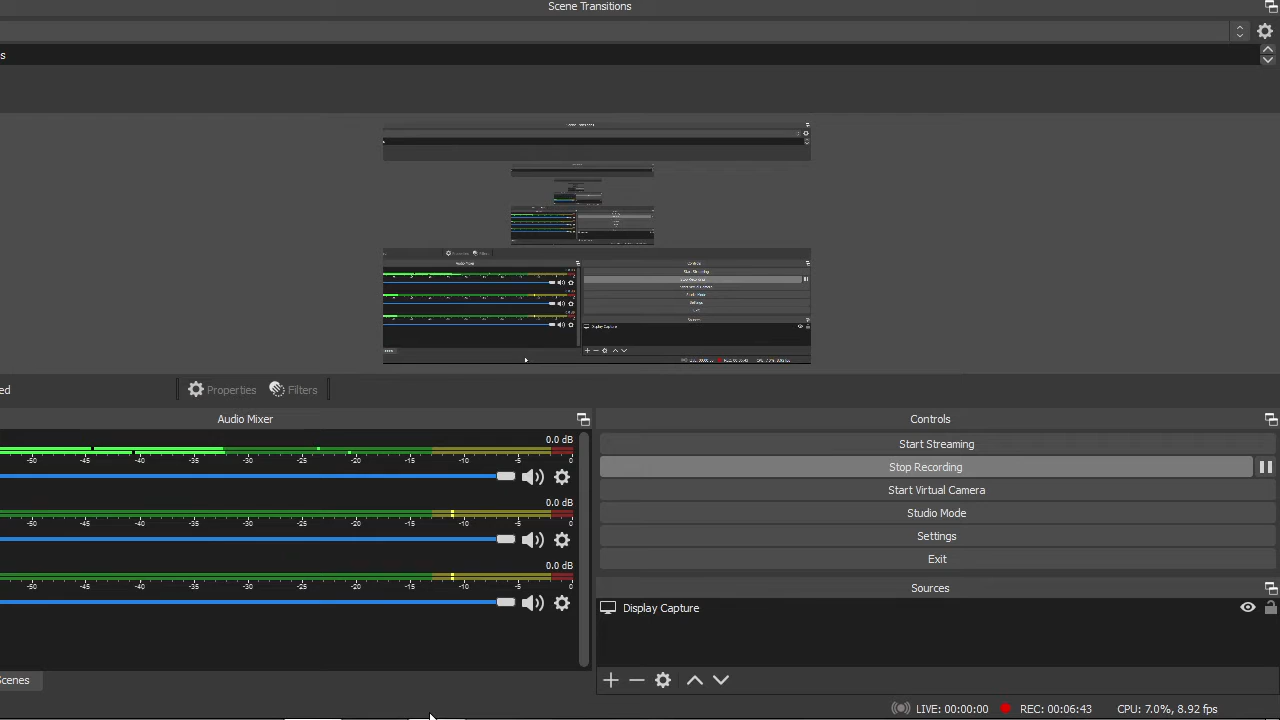 Scene Transitions
s
ed
Properties
Filters
Audio Mixer
0.0 dB
-50 -45 -40 -35 -30 -25 -20 -15 -10 -5 0
0.0 dB
-50 -45 -40 -35 -30 -25 -20 -15 -10 -5 0
0.0 dB
-50 -45 -40 -35 -30 -25 -20 -15 -10 -5 0
Scenes
Controls
Start Streaming
Stop Recording
Start Virtual Camera
Studio Mode
Settings
Exit
Sources
Display Capture
LIVE: 00:00:00 REC: 00:06:43 CPU: 7.0%, 8.92 fps